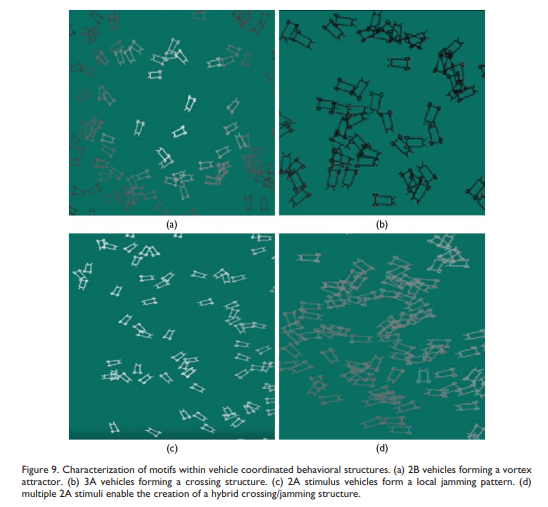 (a)
(b)
(c)
(d)
Figure 9. Characterization of motifs within vehicle coordinated behavioral structures. (a) 2B vehicles forming a vortex
attractor. (b) 3A vehicles forming a crossing structure. (c) 2A stimulus vehicles form a local jamming pattern. (d)
multiple 2A stimuli enable the creation of a hybrid crossing/jamming structure.